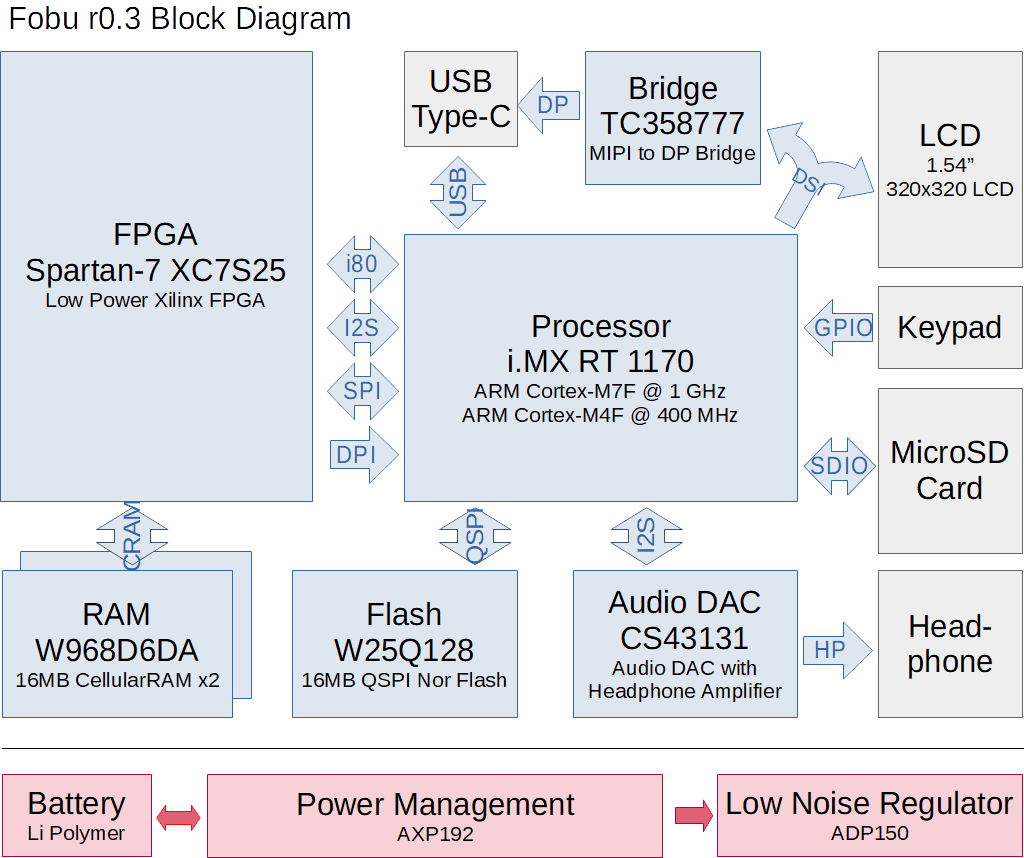 Fobu r0.3 Block Diagram
FPGA
Spartan-7 XC7S25
Low Power Xilinx FPGA
USB
Type-C
DP
Bridge
TC358777
MIPI to DP Bridge
DSI
LCD
1.54”
320x320 LCD
USB
i80
I2S
SPI
DPI
Processor
i.MX RT 1170
ARM Cortex-M7F @ 1 GHz
ARM Cortex-M4F @ 400 MHz
GPIO
Keypad
SDIO
MicroSD
Card
CRAM
QSPI
I2S
RAM
W968D6DA
16MB CellularRAM x2
Flash
W25Q128
16MB QSPI Nor Flash
Audio DAC
CS43131
Audio DAC with
Headphone Amplifier
HP
Head-
phone
Battery
Li Polymer
Power Management
AXP192
Low Noise Regulator
ADP150